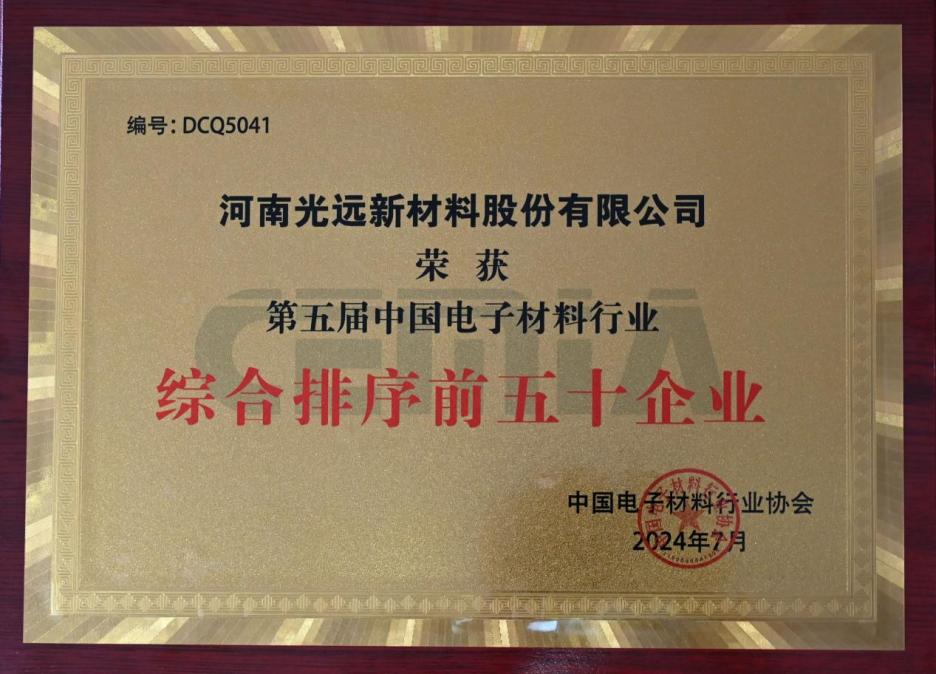 编号：DCQ5041
河南光远新材料股份有限公司
荣 获
第五届中国电子材料行业
CEMIA
综合排序前五十企业
中国电子材料行业协会
2024年7月